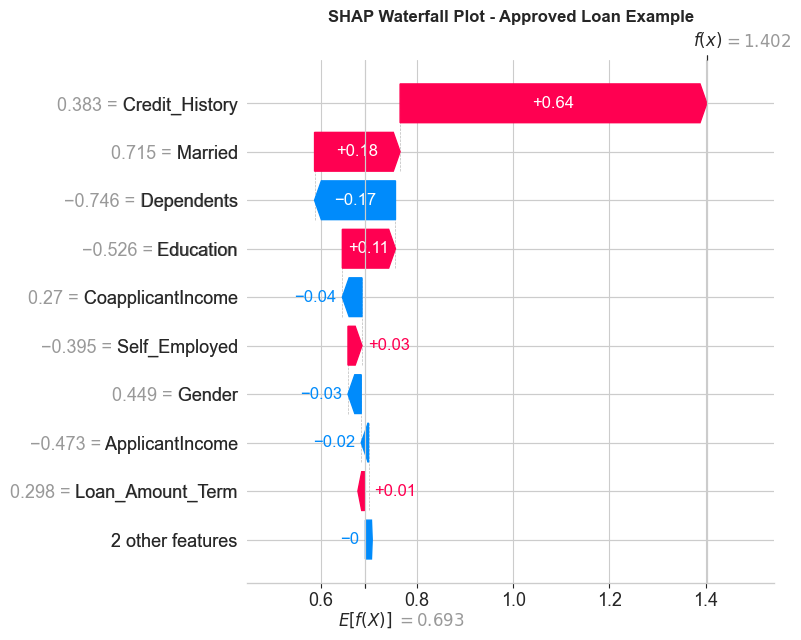 SHAP Waterfall Plot - Approved Loan Example
f(x) = 1.402
0.383 = Credit_History +0.64
0.715 = Married +0.18
−0.746 = Dependents −0.17
−0.526 = Education +0.11
0.27 = CoapplicantIncome −0.04
−0.395 = Self_Employed +0.03
0.449 = Gender −0.03
−0.473 = ApplicantIncome −0.02
0.298 = Loan_Amount_Term +0.01
2 other features −0
0.6 0.8 1.0 1.2 1.4
E[f(X)] = 0.693